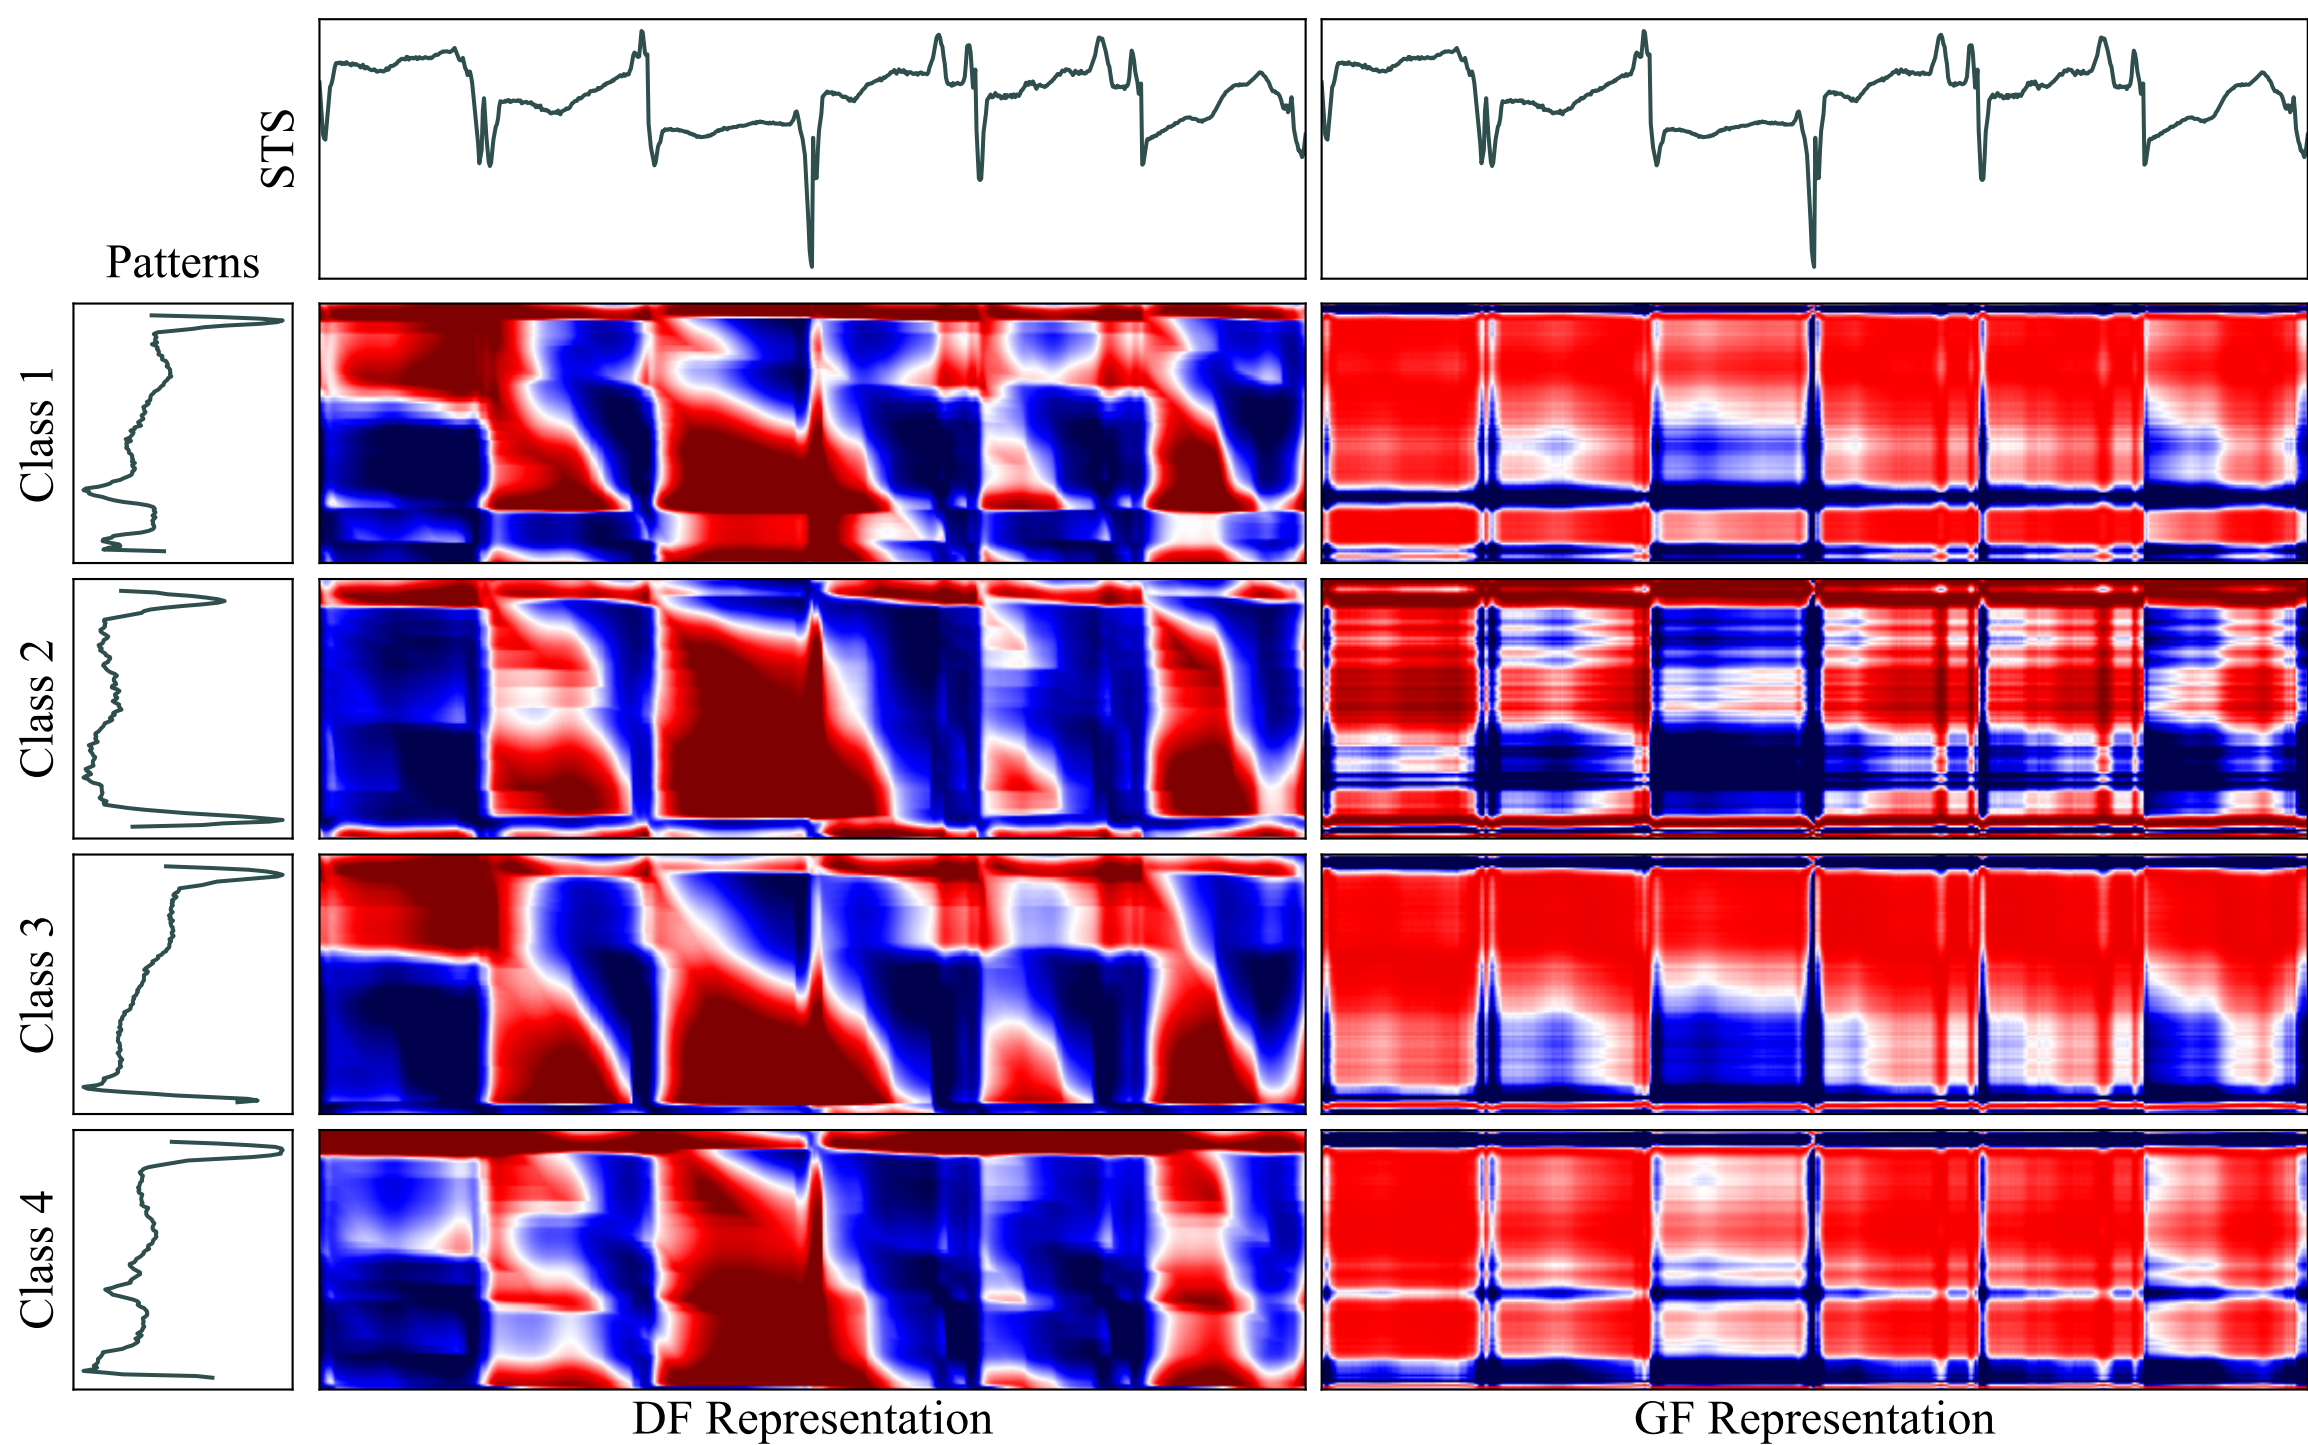 STS
Patterns
Class 1
Class 2
Class 3
Class 4
DF Representation
GF Representation